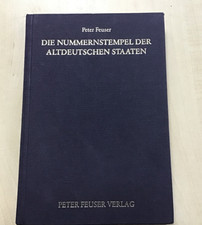 Peter Feuser
DIE NUMMERNSTEMPEL DER
ALTDEUTSCHEN STAATEN
PETER FEUSER VERLAG